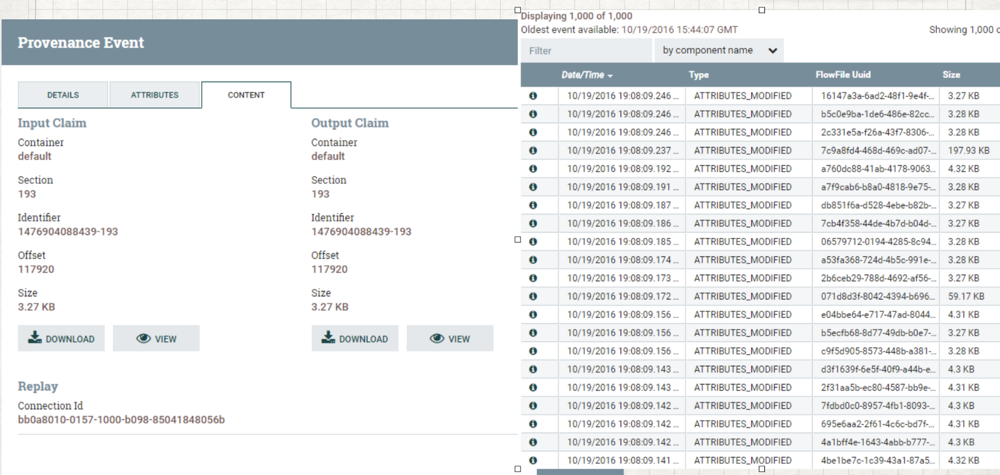 Provenance Event
DETAILS
ATTRIBUTES
CONTENT
Input Claim
Container
default
Section
193
Identifier
1476904088439-193
Offset
117920
Size
3.27 KB
DOWNLOAD
VIEW
Output Claim
Container
default
Section
193
Identifier
1476904088439-193
Offset
117920
Size
3.27 KB
DOWNLOAD
VIEW
Replay
Connection Id
bb0a8010-0157-1000-b098-85041848056b
Displaying 1,000 of 1,000
Oldest event available: 10/19/2016 15:44:07 GMT
Showing 1,000 o
Filter
by component name
Date/Time Type FlowFile Uuid Size
10/19/2016 19:08:09.246 ... ATTRIBUTES_MODIFIED 16147a3a-6ad2-48f1-9e4f-... 3.27 KB
10/19/2016 19:08:09.246 ... ATTRIBUTES_MODIFIED b5c0e9ba-1de6-486e-82cc... 3.28 KB
10/19/2016 19:08:09.246 ... ATTRIBUTES_MODIFIED 2c331e5a-f26a-43f7-8306-... 3.28 KB
10/19/2016 19:08:09.237 ... ATTRIBUTES_MODIFIED 7c9a8fd4-468d-469c-ad07-... 197.93 KB
10/19/2016 19:08:09.192 ... ATTRIBUTES_MODIFIED a760dc88-41ab-4178-9063... 4.32 KB
10/19/2016 19:08:09.191 ... ATTRIBUTES_MODIFIED a7f9cab6-b8a0-4818-9e75-... 3.28 KB
10/19/2016 19:08:09.187 ... ATTRIBUTES_MODIFIED db851f6a-d528-4ebe-b82b-... 3.27 KB
10/19/2016 19:08:09.186 ... ATTRIBUTES_MODIFIED 7cb4f358-44de-4b7d-b04d-... 3.27 KB
10/19/2016 19:08:09.185 ... ATTRIBUTES_MODIFIED 06579712-0194-4285-8c94... 3.28 KB
10/19/2016 19:08:09.174 ... ATTRIBUTES_MODIFIED a53fa368-724d-4b5c-991e-... 3.28 KB
10/19/2016 19:08:09.173 ... ATTRIBUTES_MODIFIED 2b6ceb29-788d-4692-af56-... 3.27 KB
10/19/2016 19:08:09.172 ... ATTRIBUTES_MODIFIED 071d8d3f-8042-4394-b696... 59.17 KB
10/19/2016 19:08:09.156 ... ATTRIBUTES_MODIFIED e04bbe64-e717-47ad-8044... 4.31 KB
10/19/2016 19:08:09.156 ... ATTRIBUTES_MODIFIED b5ecfb68-8d77-49db-b0e7-... 3.27 KB
10/19/2016 19:08:09.156 ... ATTRIBUTES_MODIFIED c9f5d905-8573-448b-a381-... 3.28 KB
10/19/2016 19:08:09.143 ... ATTRIBUTES_MODIFIED d3f1639f-6e5f-40f9-a44b-e... 4.3 KB
10/19/2016 19:08:09.143 ... ATTRIBUTES_MODIFIED 2f31aa5b-ec80-4587-bb9e-... 4.31 KB
10/19/2016 19:08:09.142 ... ATTRIBUTES_MODIFIED 7fdbd0c0-8957-4fb1-8093-... 4.3 KB
10/19/2016 19:08:09.142 ... ATTRIBUTES_MODIFIED 695e6aa2-2f61-4c6c-bd7f-... 4.31 KB
10/19/2016 19:08:09.142 ... ATTRIBUTES_MODIFIED 4a1bff4e-1643-4abb-b777-... 4.3 KB
10/19/2016 19:08:09.141 ... ATTRIBUTES_MODIFIED 4be1be7c-1c39-43a1-87a5... 4.32 KB